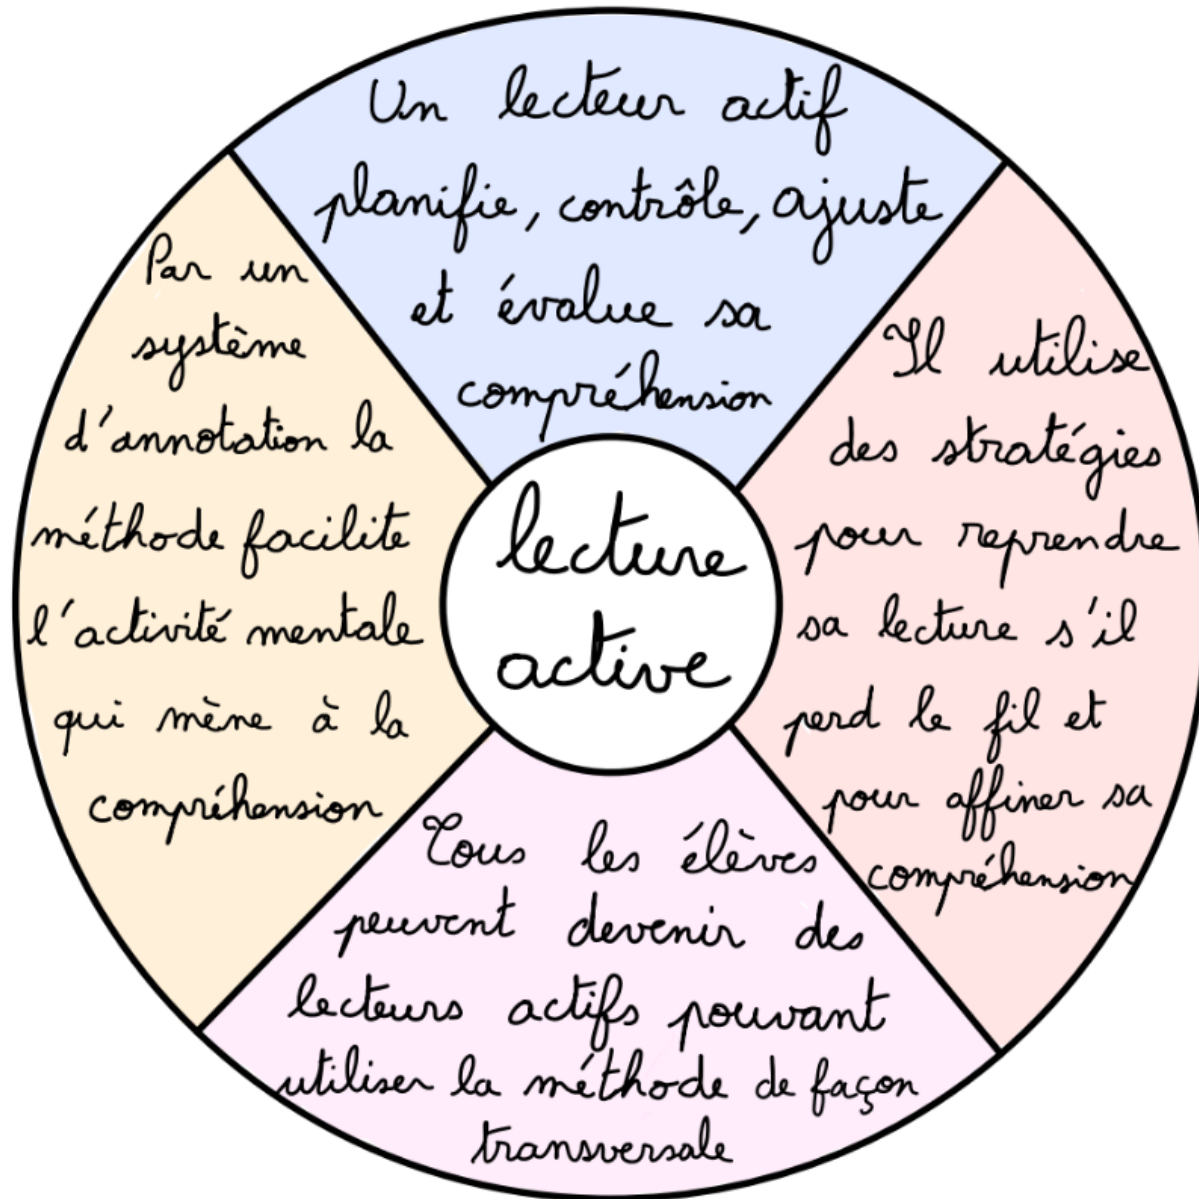 Un lecteur actif
planifie, contrôle, ajuste
et évalue sa
compréhension
Il utilise
des stratégies
pour reprendre
sa lecture s'il
perd le fil et
pour affiner sa
compréhension
Tous les élèves
peuvent devenir des
lecteurs actifs pouvant
utiliser la méthode de façon
transversale
Par un
système
d'annotation la
méthode facilite
l'activité mentale
qui mène à la
compréhension
lecture
active